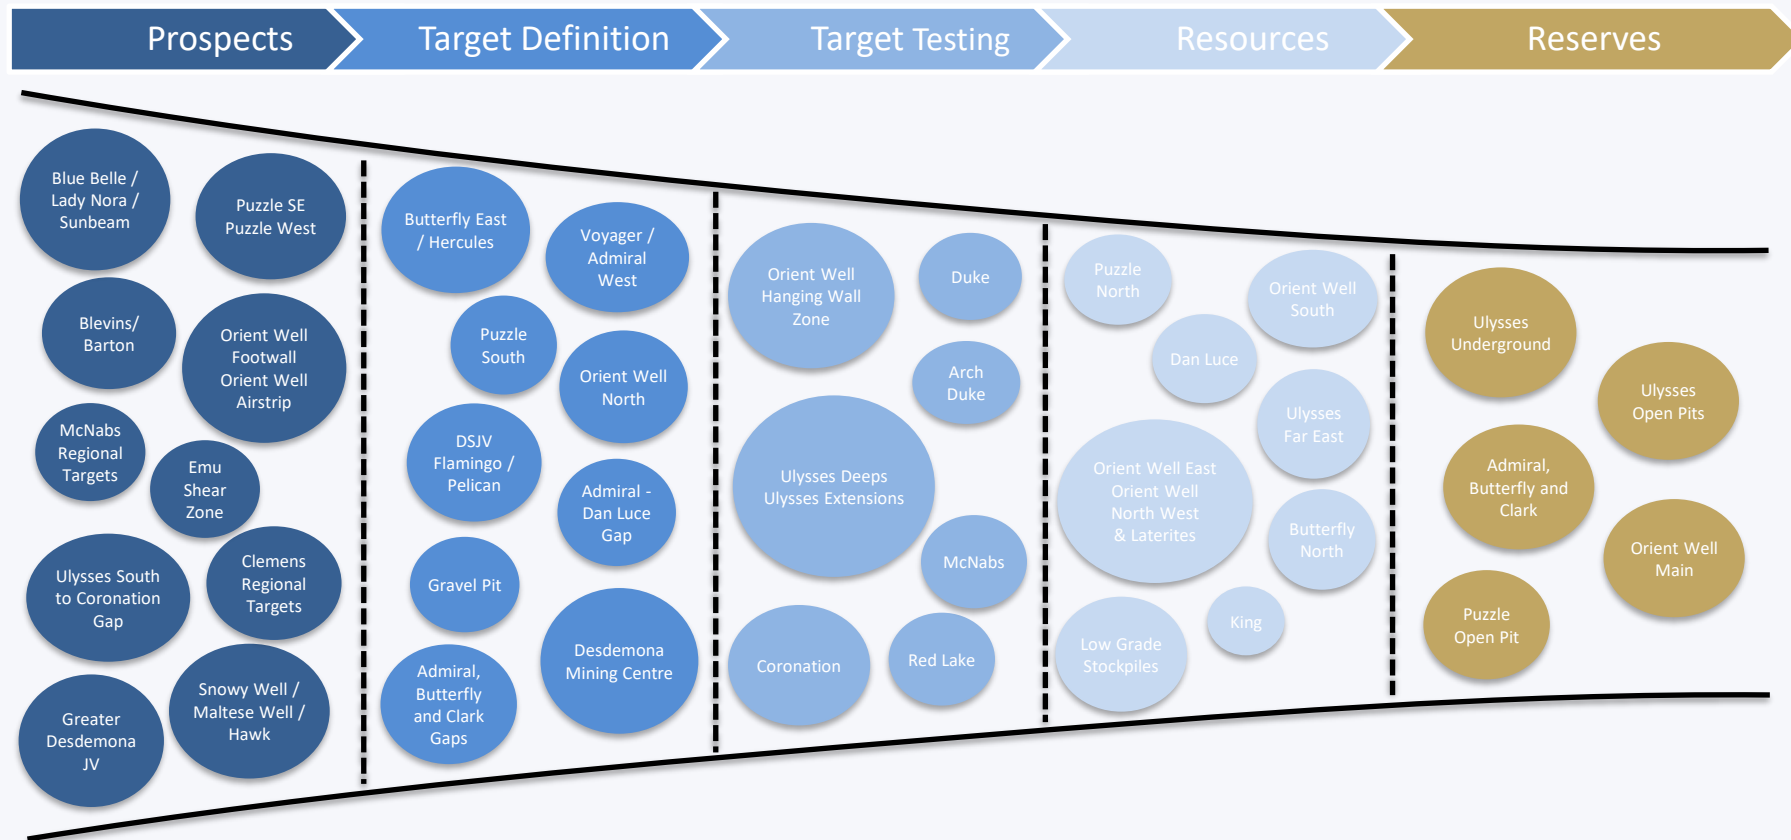 Prospects
Target Definition
Target Testing
Resources
Reserves
Blue Belle /
Lady Nora /
Sunbeam
Puzzle SE
Puzzle West
Blevins/
Barton
Orient Well
Footwall
Orient Well
Airstrip
McNabs
Regional
Targets
Emu
Shear
Zone
Ulysses South
to Coronation
Gap
Clemens
Regional
Targets
Greater
Desdemona
JV
Snowy Well /
Maltese Well /
Hawk
Butterfly East
/ Hercules
Voyager /
Admiral
West
Puzzle
South
Orient Well
North
DSJV
Flamingo /
Pelican
Admiral -
Dan Luce
Gap
Gravel Pit
Desdemona
Mining Centre
Admiral,
Butterfly
and Clark
Gaps
Orient Well
Hanging Wall
Zone
Duke
Arch
Duke
Ulysses Deeps
Ulysses Extensions
McNabs
Coronation
Red Lake
Puzzle
North
Orient Well
South
Dan Luce
Ulysses
Far East
Orient Well East
Orient Well
North West
& Laterites
Butterfly
North
King
Low Grade
Stockpiles
Ulysses
Underground
Ulysses
Open Pits
Admiral,
Butterfly and
Clark
Orient Well
Main
Puzzle
Open Pit